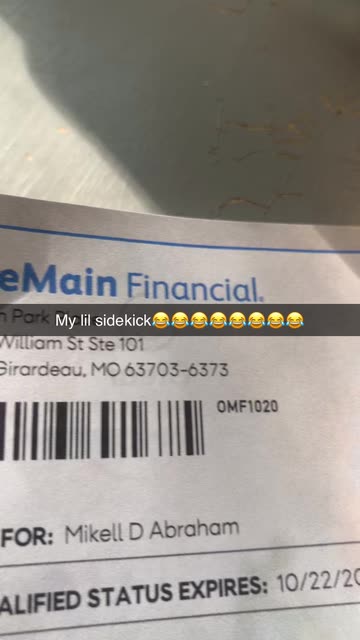 eMain Financial.
n Park
My lil sidekick😂😂😂😂😂😂😂😂
William St Ste 101
Girardeau, MO 63703-6373
OMF1020
FOR: Mikell D Abraham
ALIFIED STATUS EXPIRES: 10/22/20